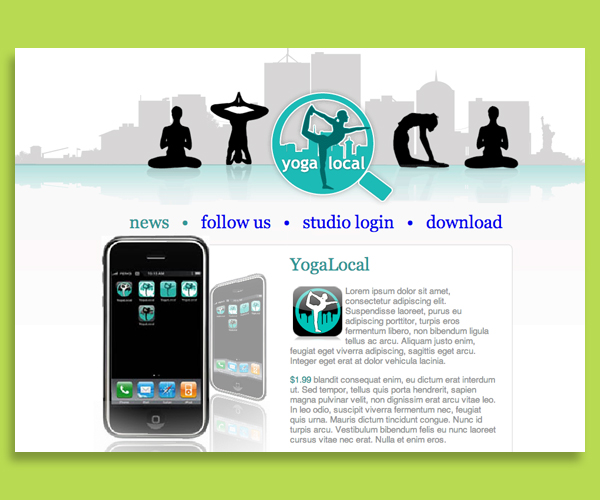 yoga local
news • follow us • studio login • download
YogaLocal
Lorem ipsum dolor sit amet,
consectetur adipiscing elit.
Suspendisse laoreet, purus eu
adipiscing porttitor, turpis eros
fermentum libero, non bibendum ligula
tellus ac arcu. Aliquam justo enim,
feugiat eget viverra adipiscing, sagittis eget arcu.
Integer eget erat at dolor vehicula lacinia.
$1.99 blandit consequat enim, eu dictum erat interdum
ut. Sed tempor, tellus quis porta hendrerit, sapien
magna pulvinar velit, non dignissim erat arcu vitae leo.
In leo odio, suscipit viverra fermentum nec, feugiat
quis urna. Mauris dictum tincidunt congue. Nunc id
turpis arcu. Vestibulum bibendum felis eu nunc laoreet
cursus vitae nec erat. Nulla et enim eros.